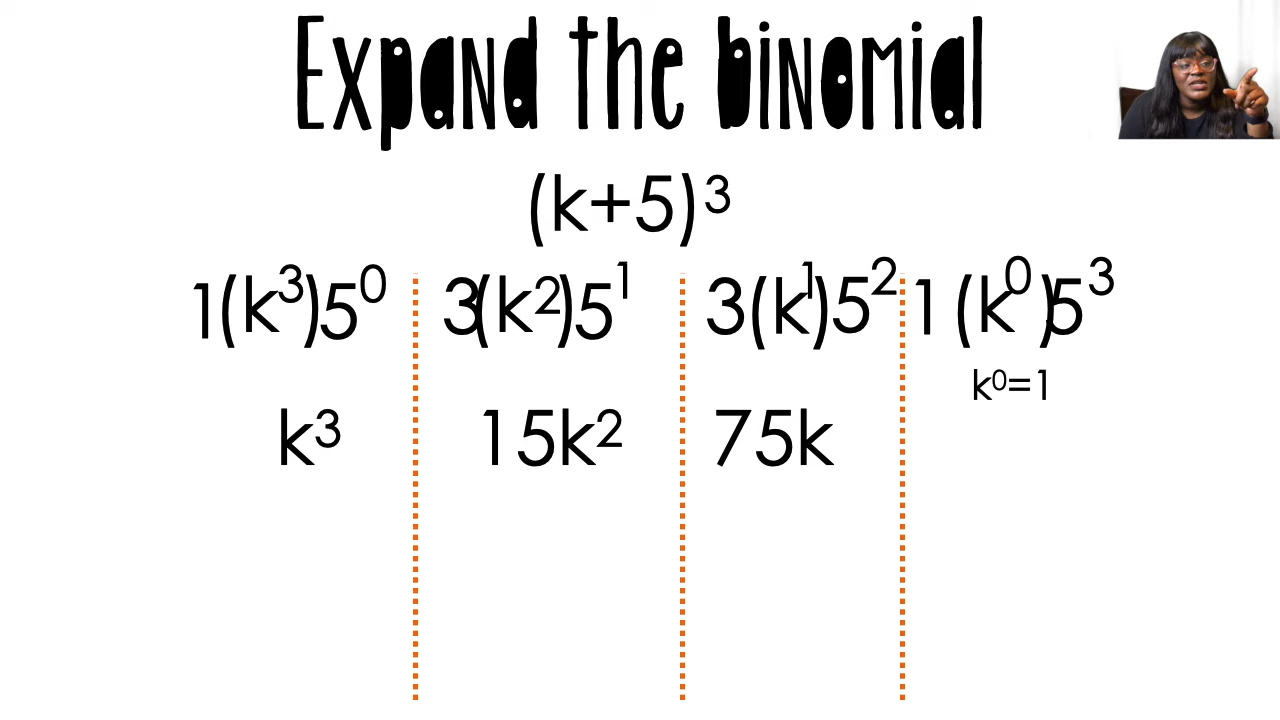 Expand the binomial
(k+5)³
1(k³)5⁰ 3(k²)5¹ 3(k¹)5² 1(k⁰)5³
k⁰=1
k³ 15k² 75k